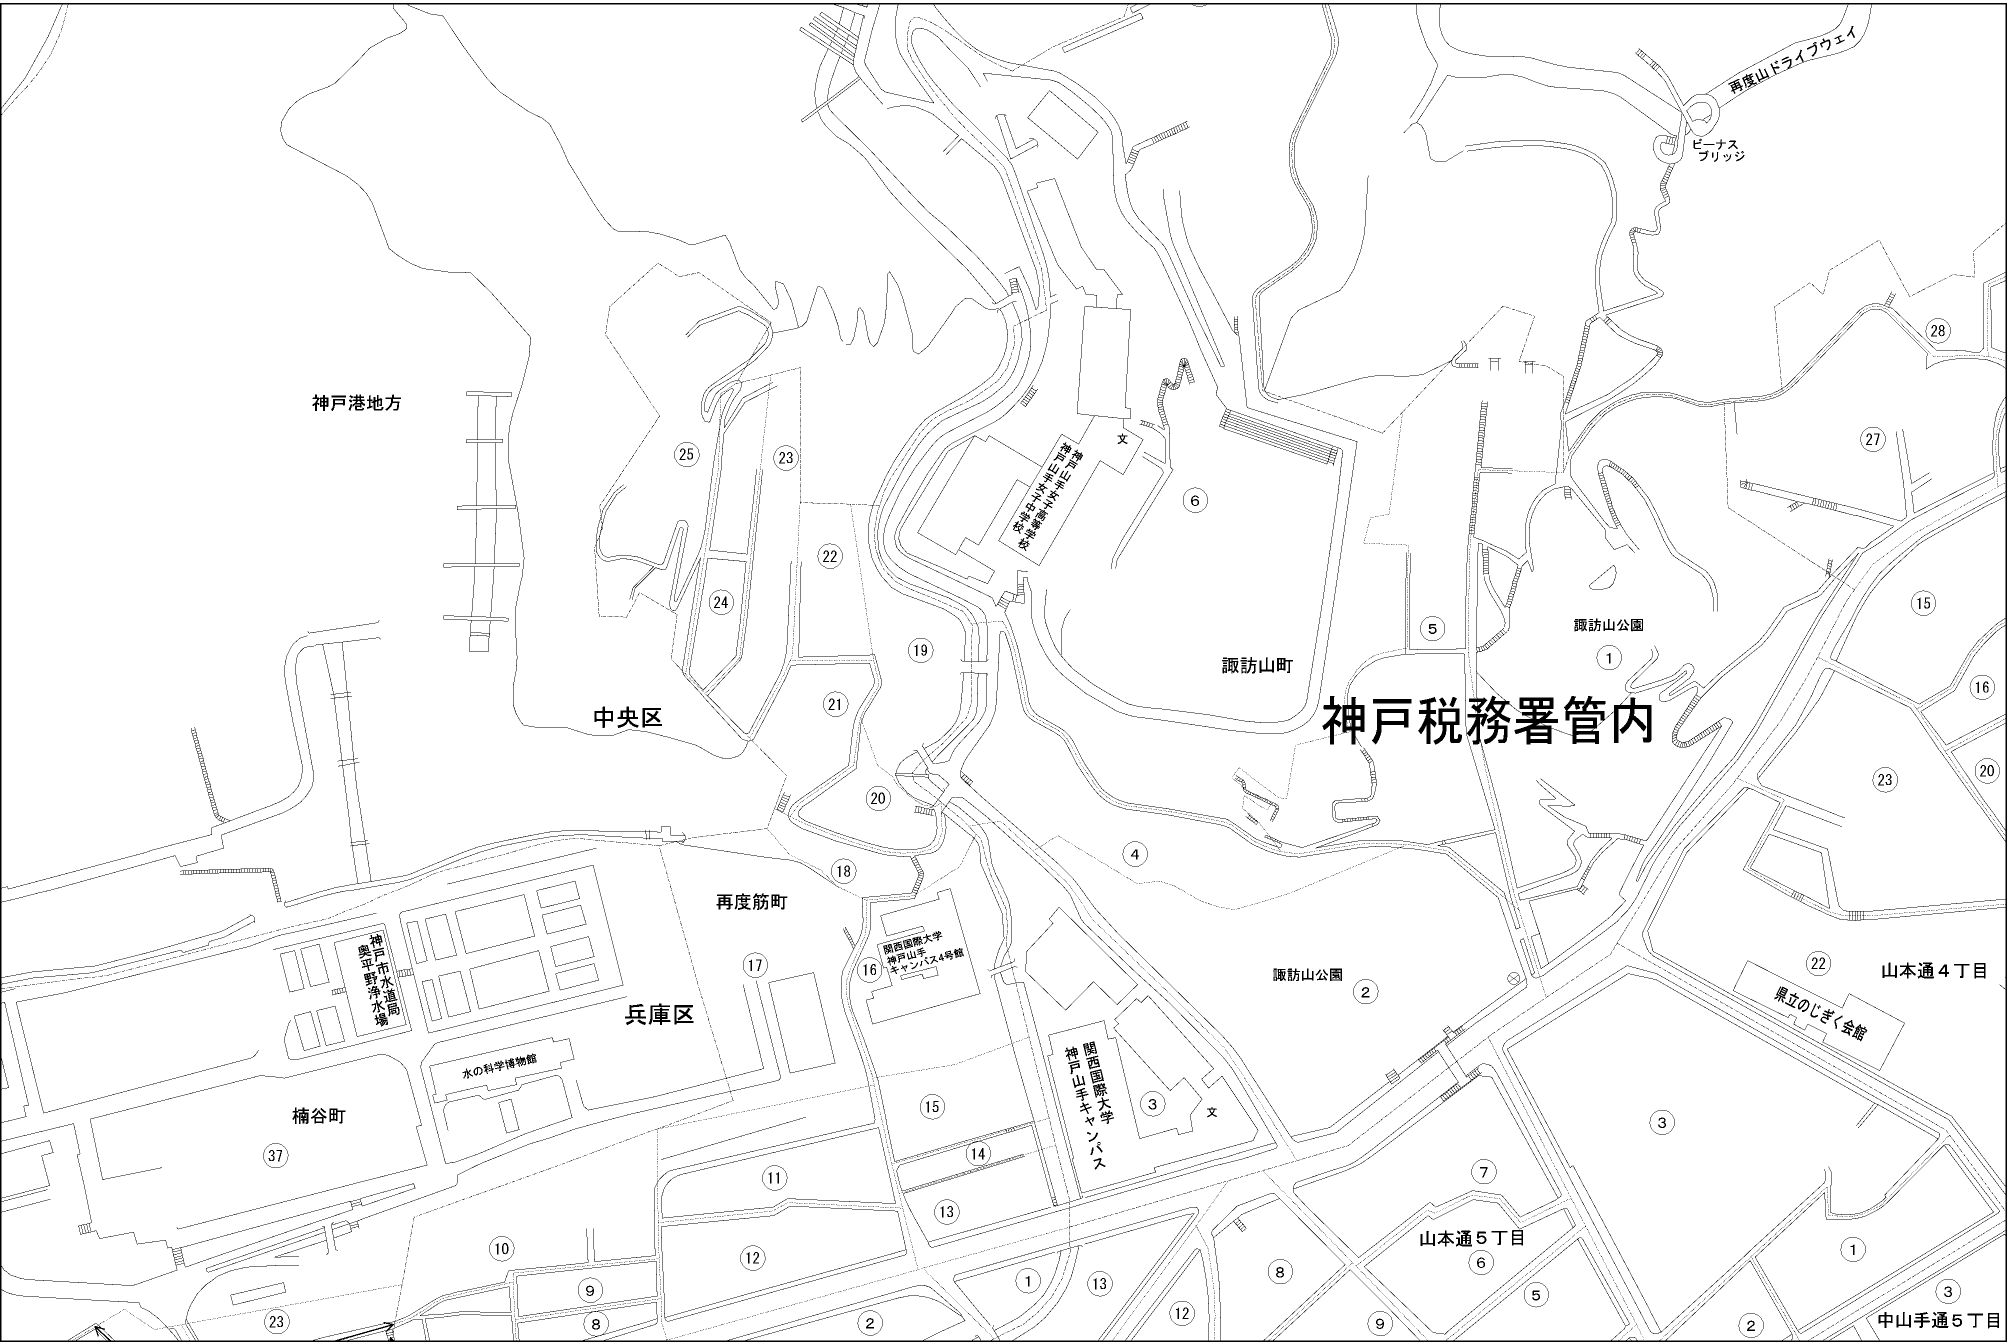 再度山ドライブウェイ
ビーナス
ブリッジ
28
神戸港地方
27
25
23
文
神戸山手女子高等学校
神戸山手女子中学校
6
22
24
15
諏訪山公園
5
19
諏訪山町
1
16
21
中央区
神戸税務署管内
20
23
20
4
18
再度筋町
関西国際大学
神戸山手
キャンパス4号館
神戸市水道局
奥平野浄水場
17
16
諏訪山公園
2
22
山本通４丁目
県立のじぎく会館
兵庫区
水の科学博物館
関西国際大学
神戸山手キャンパス
3
文
15
楠谷町
3
37
14
11
7
13
山本通５丁目
10
12
6
1
9
1
13
8
5
3
23
8
2
12
9
2
中山手通５丁目